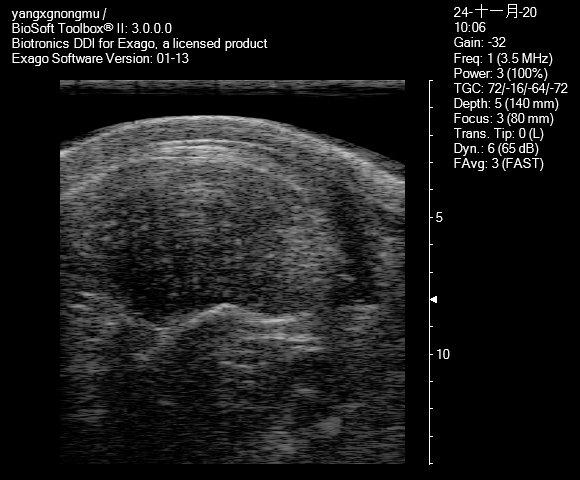 yangxgnongmu /
BioSoft Toolbox® II: 3.0.0.0
Biotronics DDI for Exago, a licensed product
Exago Software Version: 01-13
24-十一月-20
10:06
Gain: -32
Freq: 1 (3.5 MHz)
Power: 3 (100%)
TGC: 72/-16/-64/-72
Depth: 5 (140 mm)
Focus: 3 (80 mm)
Trans. Tip: 0 (L)
Dyn.: 6 (65 dB)
FAvg: 3 (FAST)
5
10